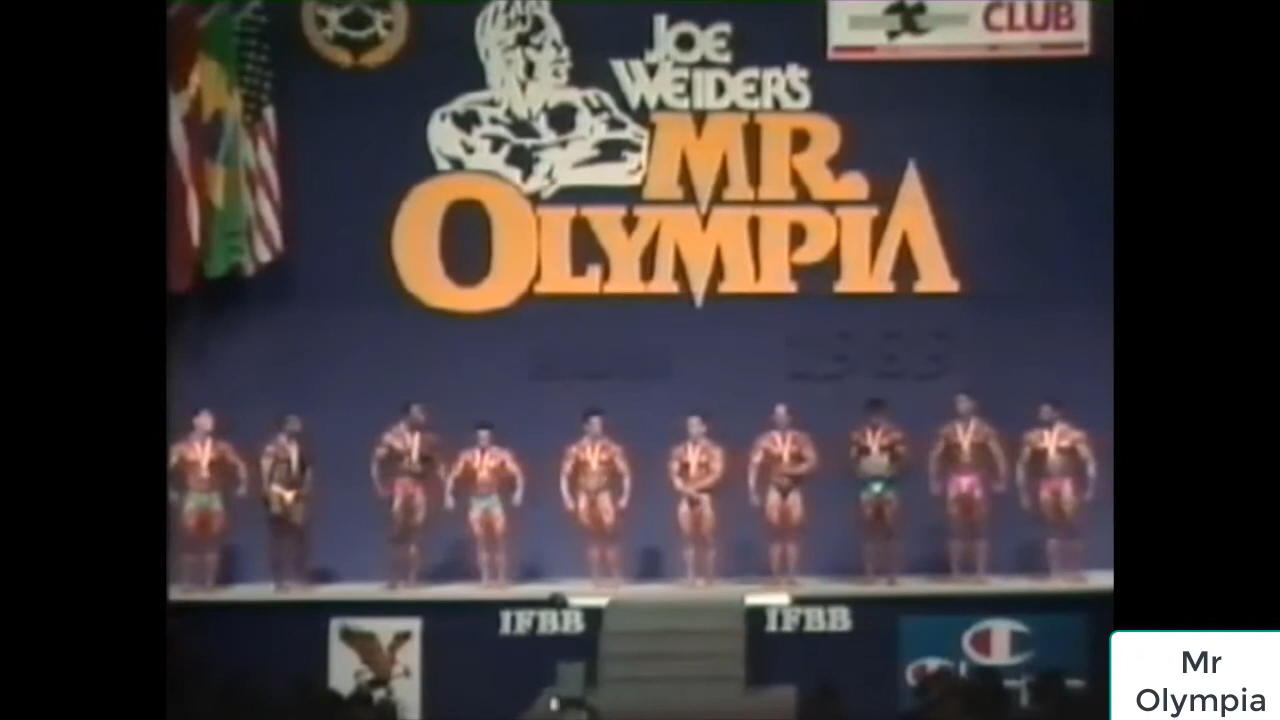 CLUB
JOE
WEIDER'S
MR.
OLYMPIA
IFBB
IFBB
Mr
Olympia